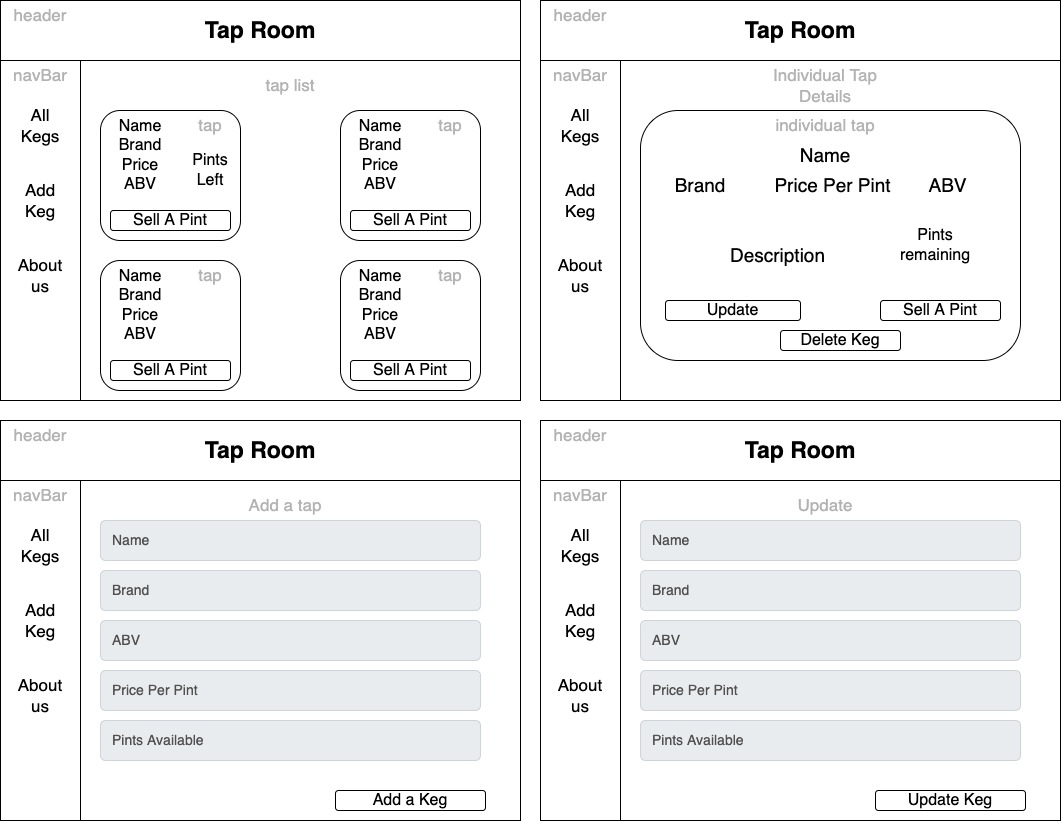 header
Tap Room
navBar
All
Kegs
Add
Keg
About
us
tap list
Name
tap
Brand
Price
Pints
ABV
Left
Sell A Pint
Name
tap
Brand
Price
ABV
Sell A Pint
Name
tap
Brand
Price
ABV
Sell A Pint
Name
tap
Brand
Price
ABV
Sell A Pint
header
Tap Room
navBar
All
Kegs
Add
Keg
About
us
Individual Tap
Details
individual tap
Name
Brand
Price Per Pint
ABV
Description
Pints
remaining
Update
Sell A Pint
Delete Keg
header
Tap Room
navBar
All
Kegs
Add
Keg
About
us
Add a tap
Name
Brand
ABV
Price Per Pint
Pints Available
Add a Keg
header
Tap Room
navBar
All
Kegs
Add
Keg
About
us
Update
Name
Brand
ABV
Price Per Pint
Pints Available
Update Keg